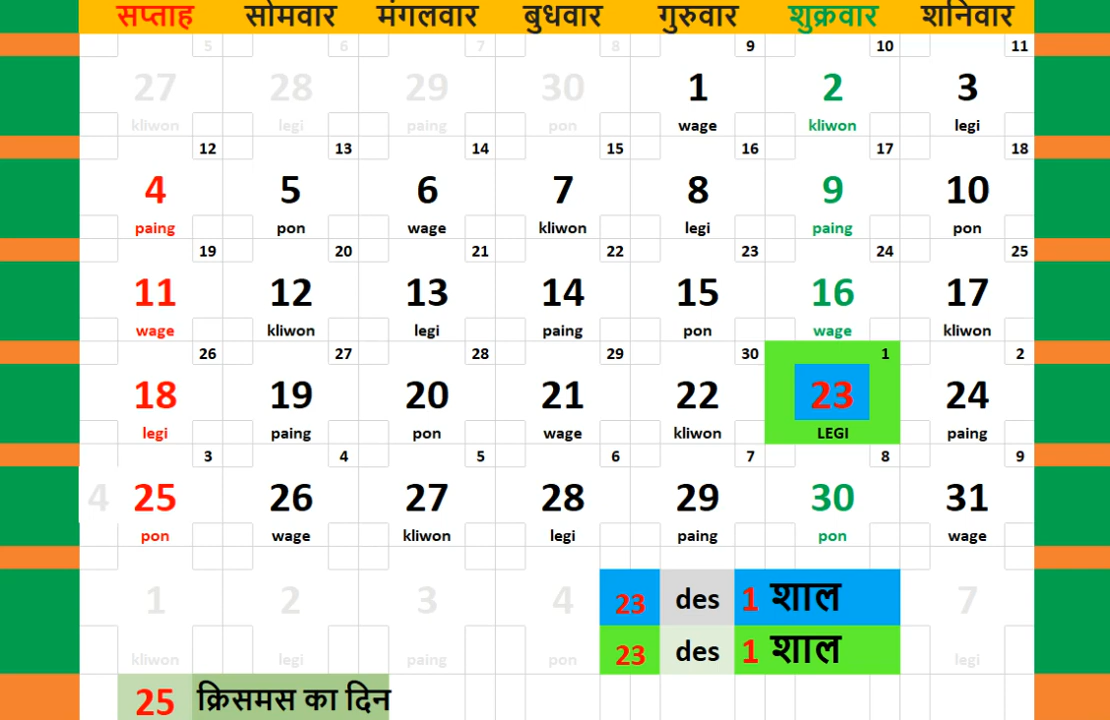 सप्ताह सोमवार मंगलवार बुधवार गुरुवार शुक्रवार शनिवार
5 6 7 8 9 10 11
27 28 29 30 1 2 3
kliwon legi paing pon wage kliwon legi
12 13 14 15 16 17 18
4 5 6 7 8 9 10
paing pon wage kliwon legi paing pon
19 20 21 22 23 24 25
11 12 13 14 15 16 17
wage kliwon legi paing pon wage kliwon
26 27 28 29 30 1 2
18 19 20 21 22 23 24
legi paing pon wage kliwon LEGI paing
3 4 5 6 7 8 9
4 25 26 27 28 29 30 31
pon wage kliwon legi paing pon wage
1 2 3 4 23 des 1 शाल 7
kliwon legi paing pon 23 des 1 शाल legi
25 क्रिसमस का दिन